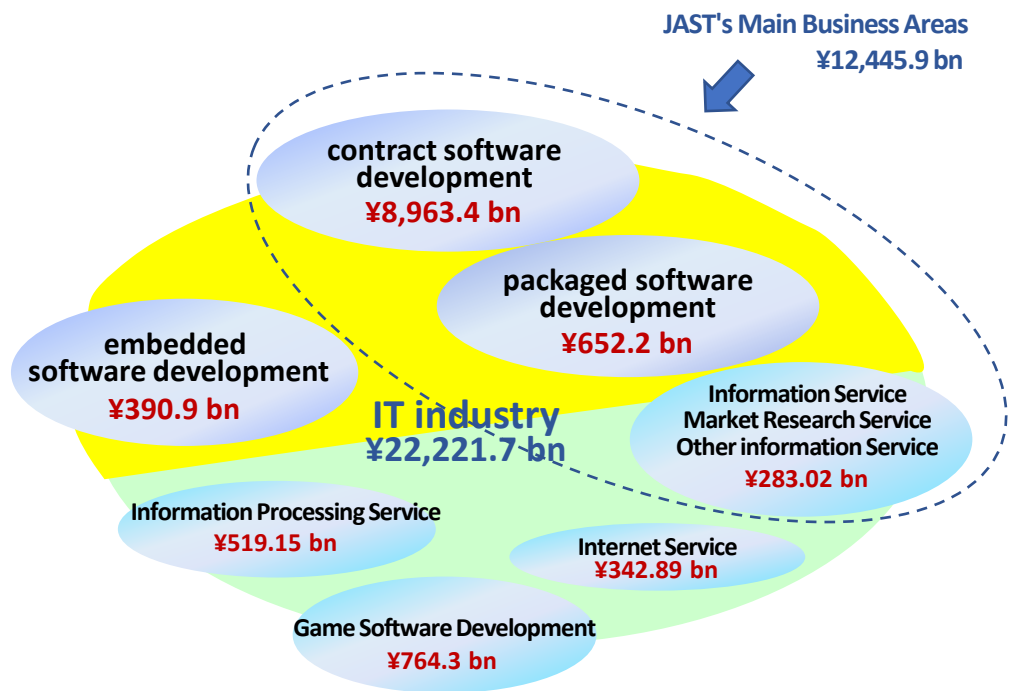 JAST's Main Business Areas
¥12,445.9 bn
contract software
development
¥8,963.4 bn
packaged software
development
¥652.2 bn
embedded
software development
¥390.9 bn
IT industry
¥22,221.7 bn
Information Service
Market Research Service
Other information Service
¥283.02 bn
Information Processing Service
¥519.15 bn
Internet Service
¥342.89 bn
Game Software Development
¥764.3 bn